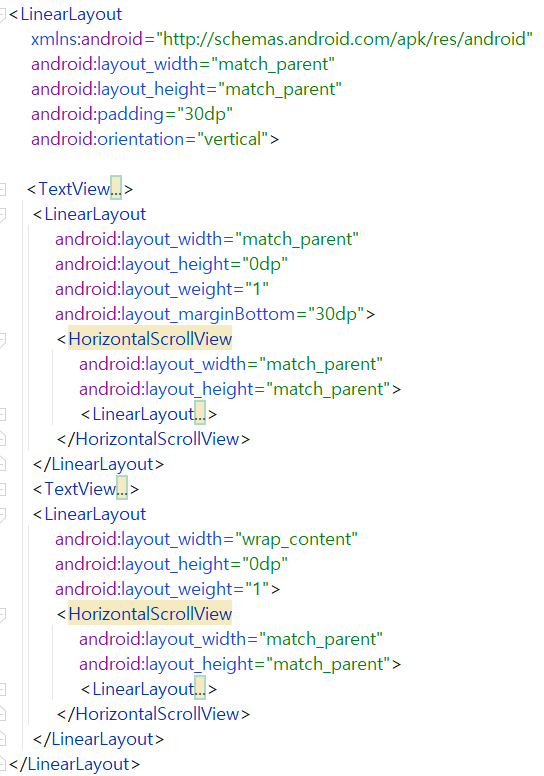 <LinearLayout
xmlns:android="http://schemas.android.com/apk/res/android"
android:layout_width="match_parent"
android:layout_height="match_parent"
android:padding="30dp"
android:orientation="vertical">
<TextView...>
<LinearLayout
android:layout_width="match_parent"
android:layout_height="0dp"
android:layout_weight="1"
android:layout_marginBottom="30dp">
<HorizontalScrollView
android:layout_width="match_parent"
android:layout_height="match_parent">
<LinearLayout...>
</HorizontalScrollView>
</LinearLayout>
<TextView...>
<LinearLayout
android:layout_width="wrap_content"
android:layout_height="0dp"
android:layout_weight="1">
<HorizontalScrollView
android:layout_width="match_parent"
android:layout_height="match_parent">
<LinearLayout...>
</HorizontalScrollView>
</LinearLayout>
</LinearLayout>